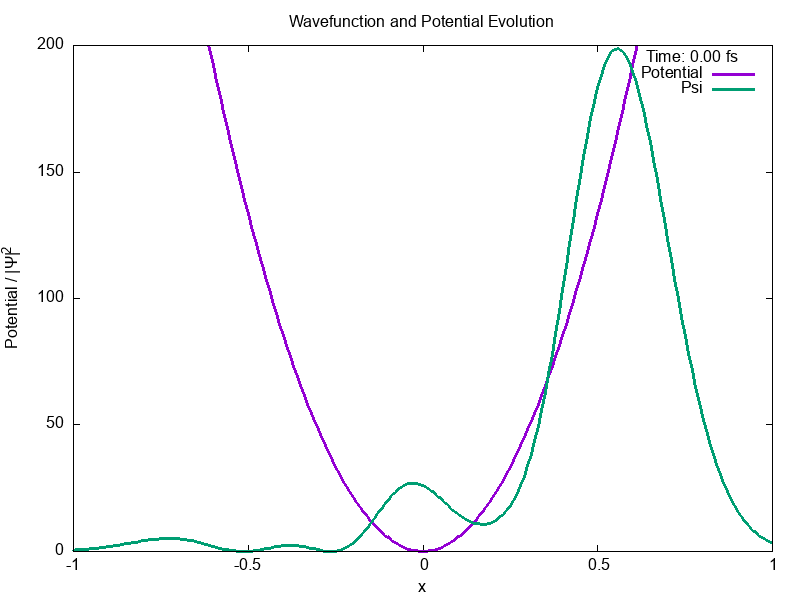 Wavefunction and Potential Evolution
Time: 0.00 fs
Potential
Psi
200
150
100
50
0
Potential / |Ψ|²
-1
-0.5
0
0.5
1
x